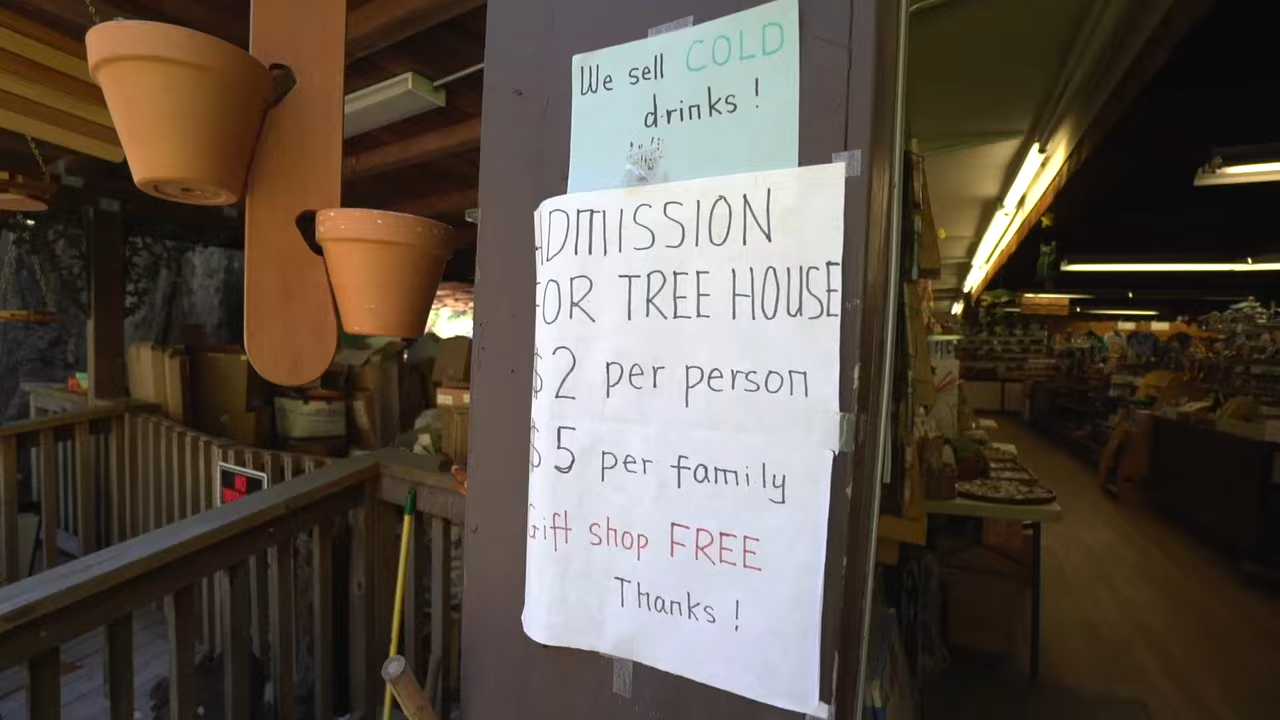 We sell COLD
drinks !
ADMISSION
FOR TREE HOUSE
$2 per person
$5 per family
Gift shop FREE
Thanks !